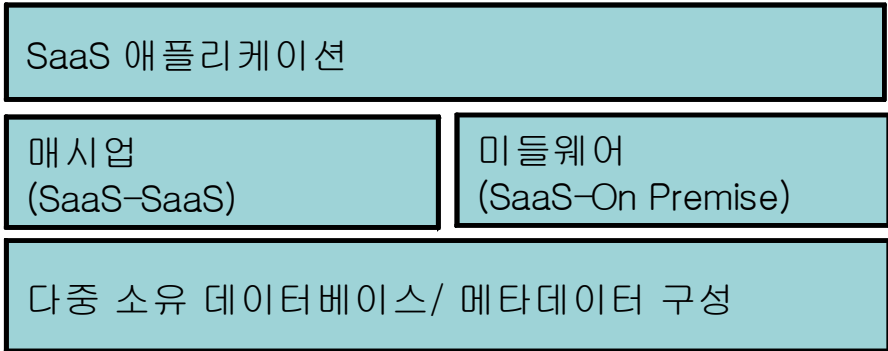 SaaS 애플리케이션
매시업
(SaaS-SaaS)
미들웨어
(SaaS-On Premise)
다중 소유 데이터베이스/ 메타데이터 구성